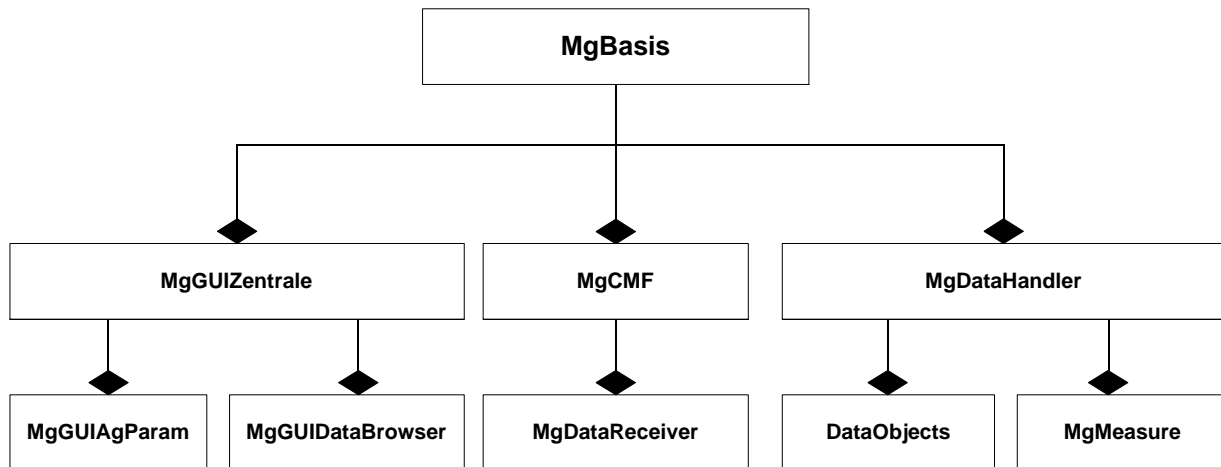 MgBasis
MgGUIZentrale
MgCMF
MgDataHandler
MgGUIAgParam
MgGUIDataBrowser
MgDataReceiver
DataObjects
MgMeasure